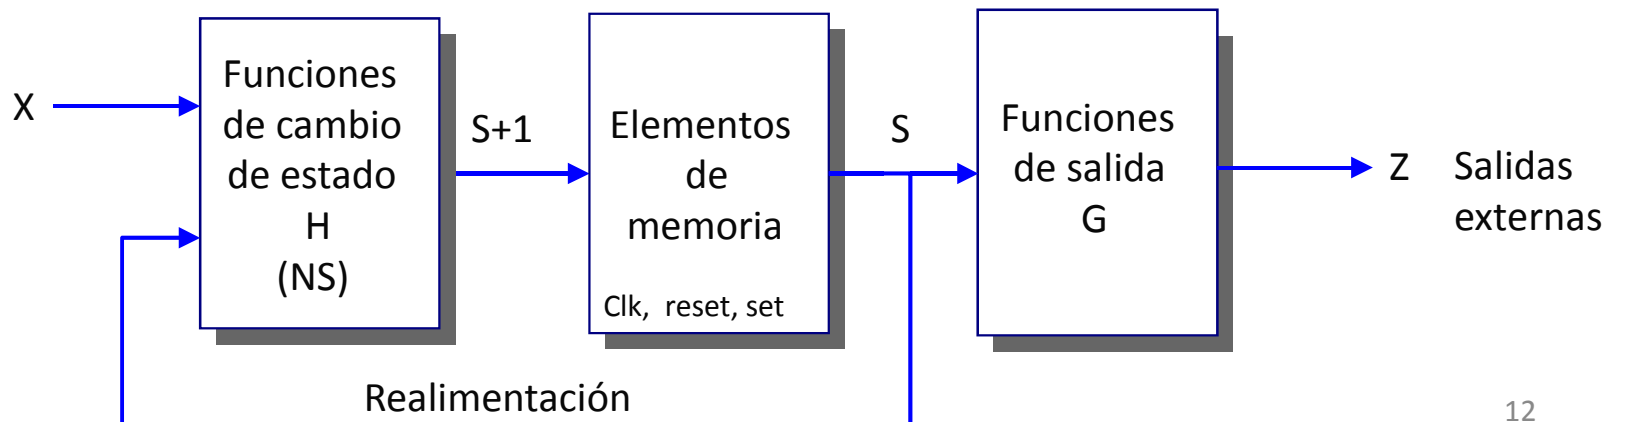 X
Funciones
de cambio
de estado
H
(NS)
S+1
Elementos
de
memoria
Clk, reset, set
S
Funciones
de salida
G
Z
Salidas
externas
Realimentación
12